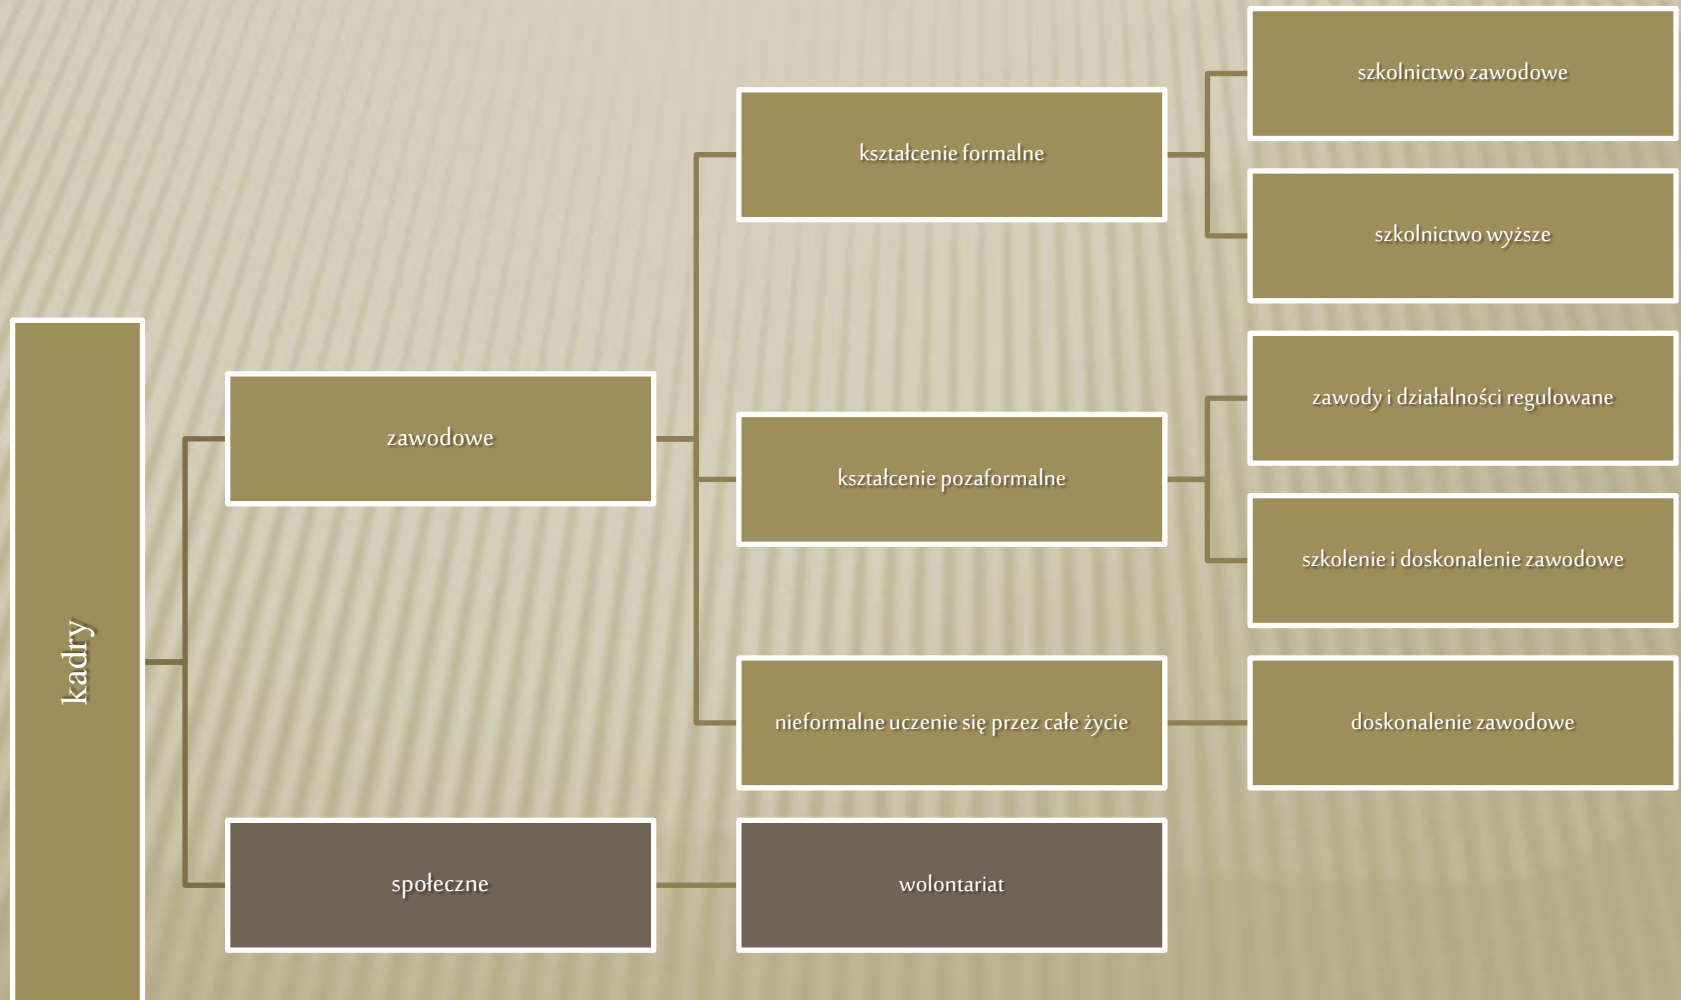 kadry
zawodowe
kształcenie formalne
szkolnictwo zawodowe
szkolnictwo wyższe
kształcenie pozaformalne
zawody i działalności regulowane
szkolenie i doskonalenie zawodowe
nieformalne uczenie się przez całe życie
doskonalenie zawodowe
społeczne
wolontariat